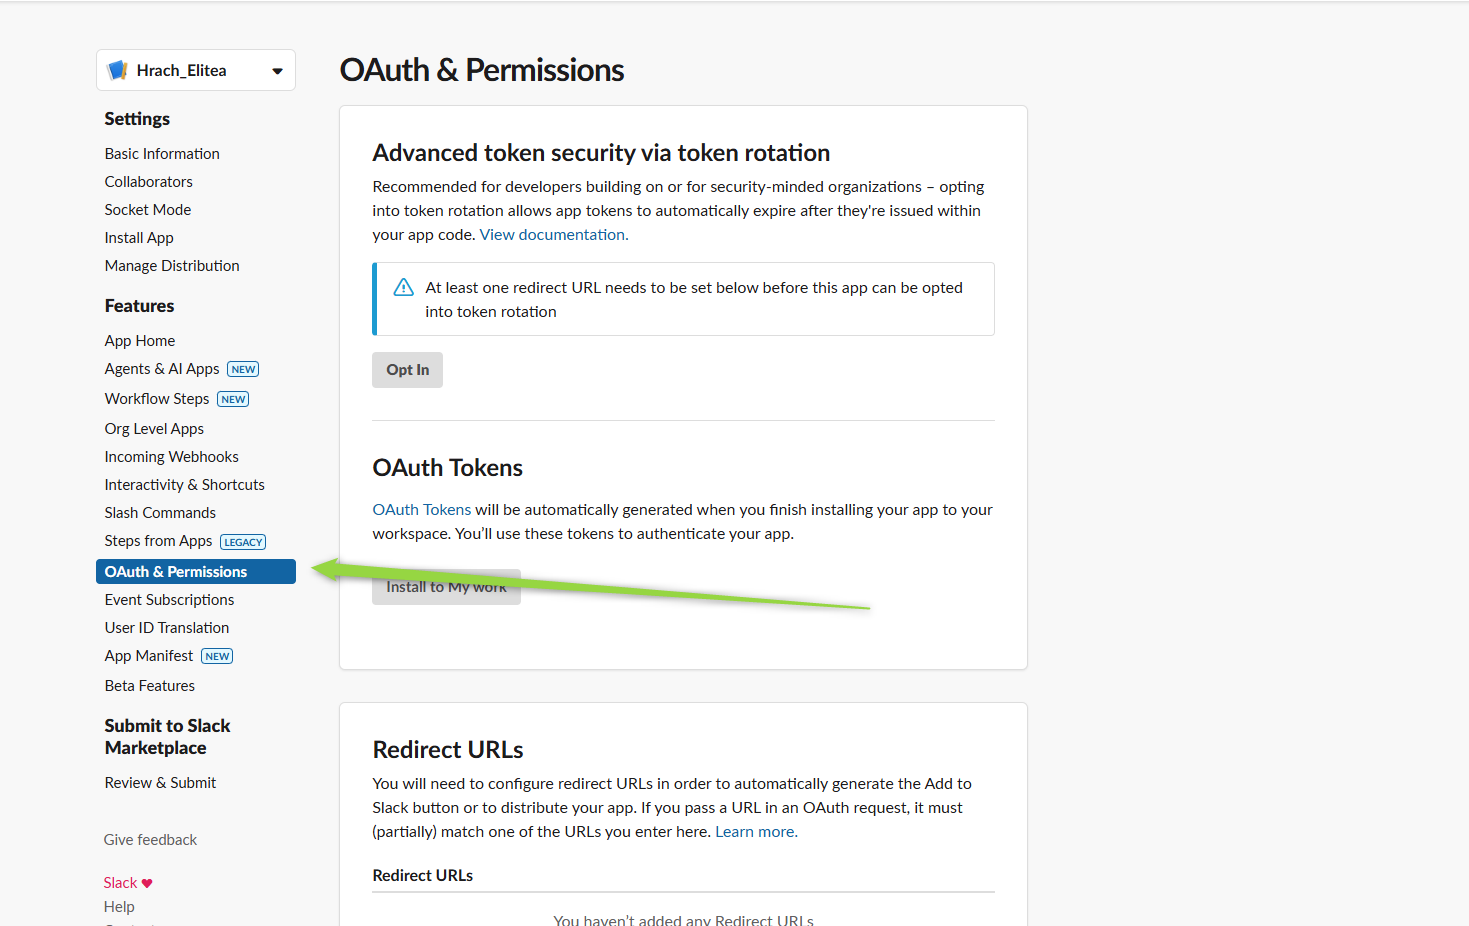 Hrach_Elitea
Settings
Basic Information
Collaborators
Socket Mode
Install App
Manage Distribution
Features
App Home
Agents & AI Apps NEW
Workflow Steps NEW
Org Level Apps
Incoming Webhooks
Interactivity & Shortcuts
Slash Commands
Steps from Apps LEGACY
OAuth & Permissions
Event Subscriptions
User ID Translation
App Manifest NEW
Beta Features
Submit to Slack
Marketplace
Review & Submit
Give feedback
Slack ♥
Help
OAuth & Permissions
Advanced token security via token rotation
Recommended for developers building on or for security-minded organizations – opting
into token rotation allows app tokens to automatically expire after they're issued within
your app code. View documentation.
At least one redirect URL needs to be set below before this app can be opted
into token rotation
Opt In
OAuth Tokens
OAuth Tokens will be automatically generated when you finish installing your app to your
workspace. You’ll use these tokens to authenticate your app.
Install to My work
Redirect URLs
You will need to configure redirect URLs in order to automatically generate the Add to
Slack button or to distribute your app. If you pass a URL in an OAuth request, it must
(partially) match one of the URLs you enter here. Learn more.
Redirect URLs
You haven’t added any Redirect URLs